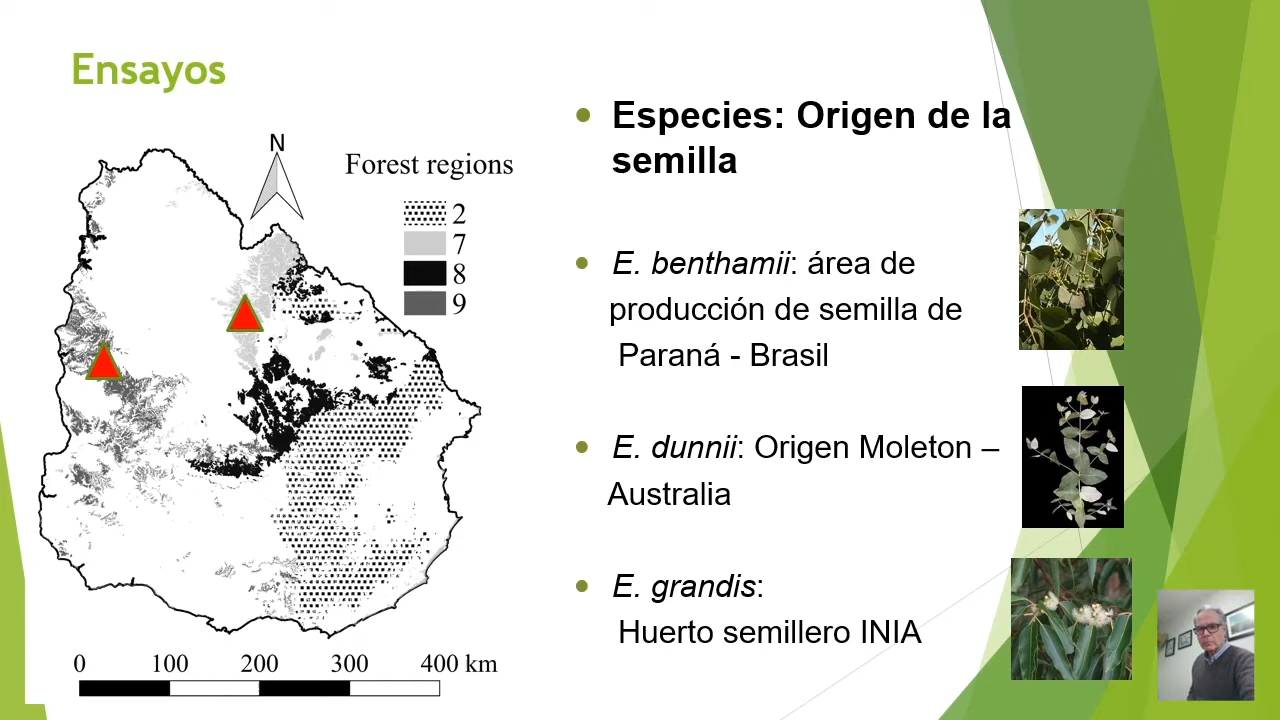 Ensayos
N
Forest regions
2
7
8
9
0 100 200 300 400 km
• Especies: Origen de la
semilla
• E. benthamii: área de
producción de semilla de
Paraná - Brasil
• E. dunnii: Origen Moleton –
Australia
• E. grandis:
Huerto semillero INIA